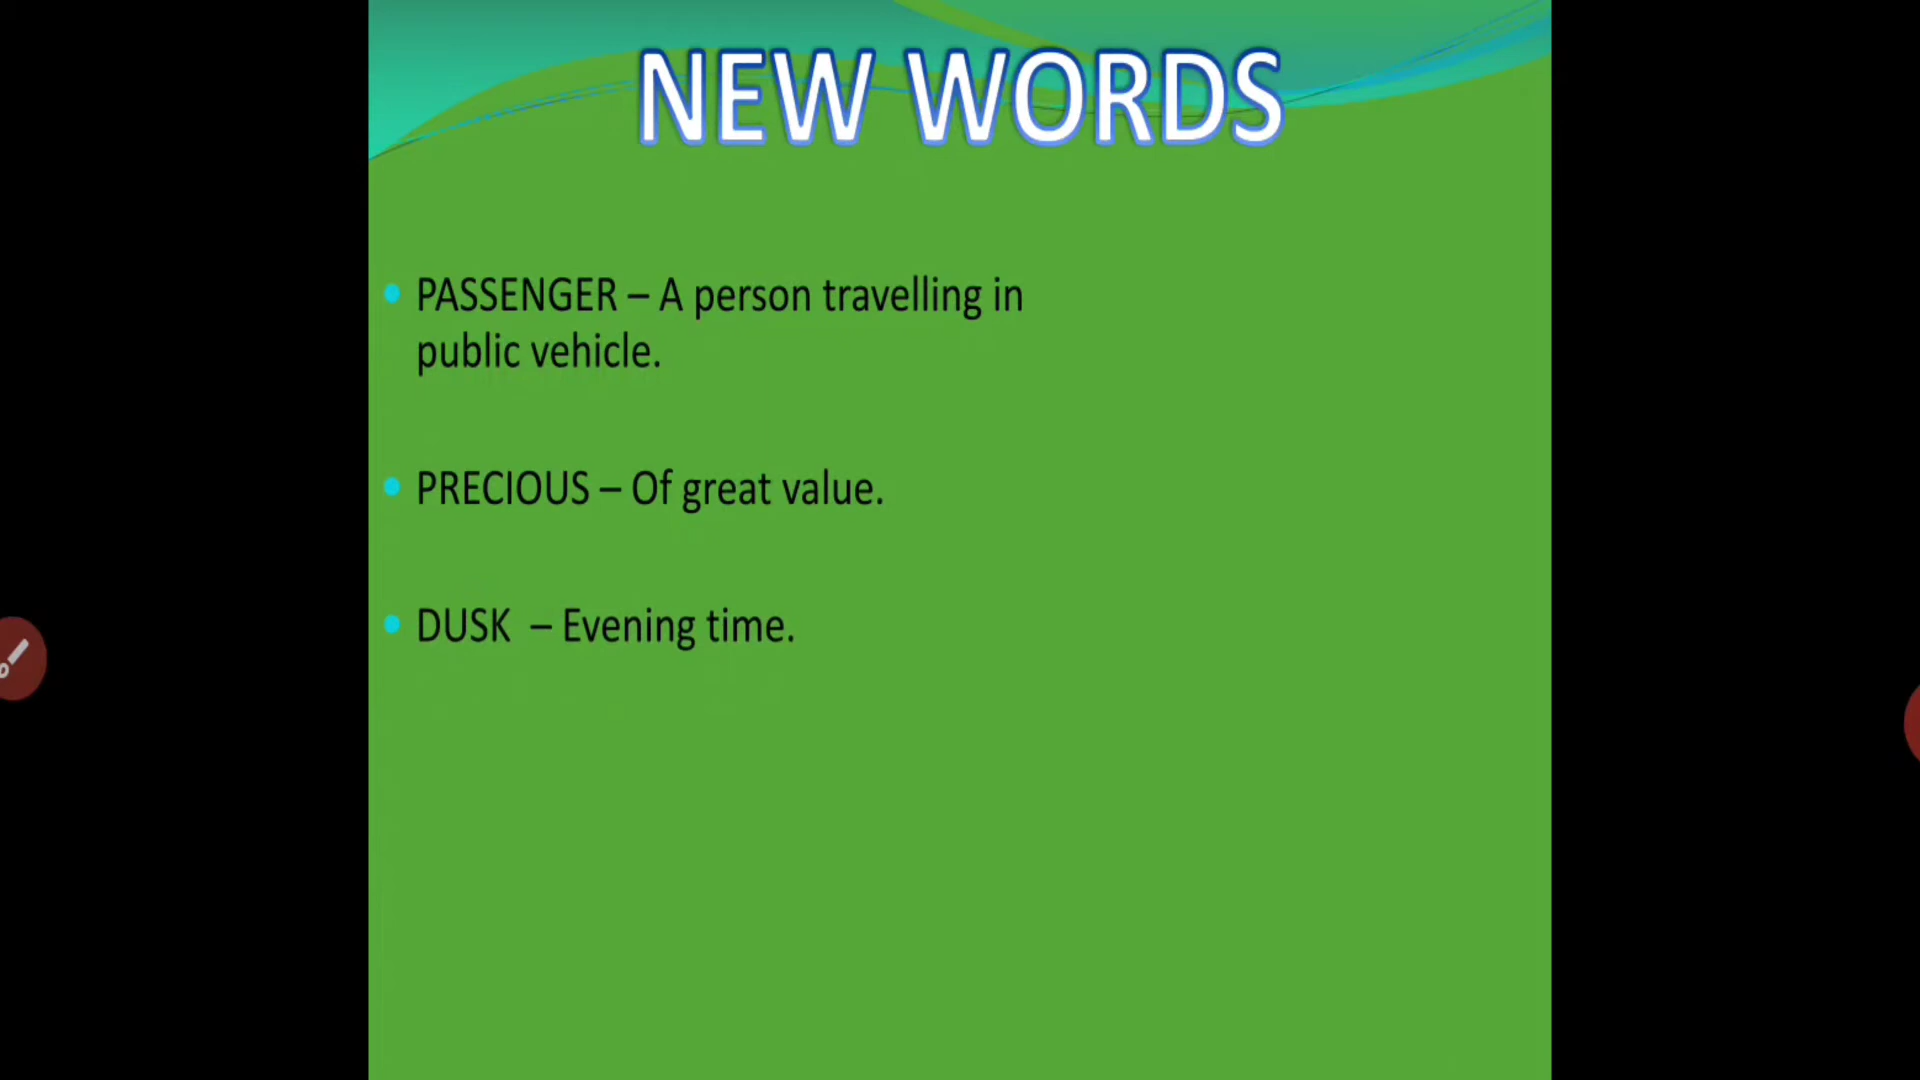 NEW WORDS
PASSENGER – A person travelling in
public vehicle.
PRECIOUS – Of great value.
DUSK  – Evening time.